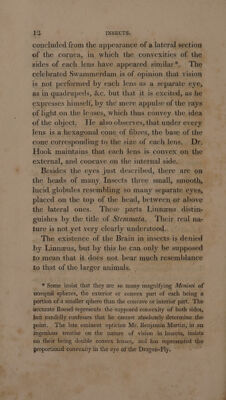 12 INSECTS.
concluded from the appearance of a lateral section
of the cornea, in which the convexities of the
sides of each lens have appeared similar*. The
celebrated Swammerdam is of opinion that vision
is not performed by each lens as a separate eye,
as in quadrupeds, &c. but that it is excited, as he
expresses himself, by the mere appulse of the rays
of light on the lenses, which thus convey the idea
of the object. He also observes, that under every
lens is a hexagonal cone of fibres, the base of the
cone corresponding to the size of each lens. Dr.
Hook maintains that each lens is convex on the
external, and concave on the internal side.
Besides the eyes just described, there are on
the heads of many Insects three small, smooth,
lucid globules resembling so many separate eyes,
placed on the top of the head, between or above
the lateral ones. These parts Linnæus distin-
guishes by the title of Stemmata. Their real na-
ture is not yet very clearly understood.
The existence of the Brain in insects is denied
by Linnæus, but by this he can only be supposed
to mean that it does not bear much resemblance
to that of the larger animals.
* Some insist that they are so many magnifying Menisci of
unequal spheres, the exterior or convex part of each being a
portion of a smaller sphere than the concave or interior part. The
accurate Roesel represents the supposed convexity of both sides,
but candidly confesses that he cannot absolutely determine the
point. The late eminent optician Mr. Benjamin Martin, in an
ingenious treatise on the nature of vision in Insects, insists
on their being double convex lenses, and has represented the
proportional convexity in the eye of the Dragon-Fly.